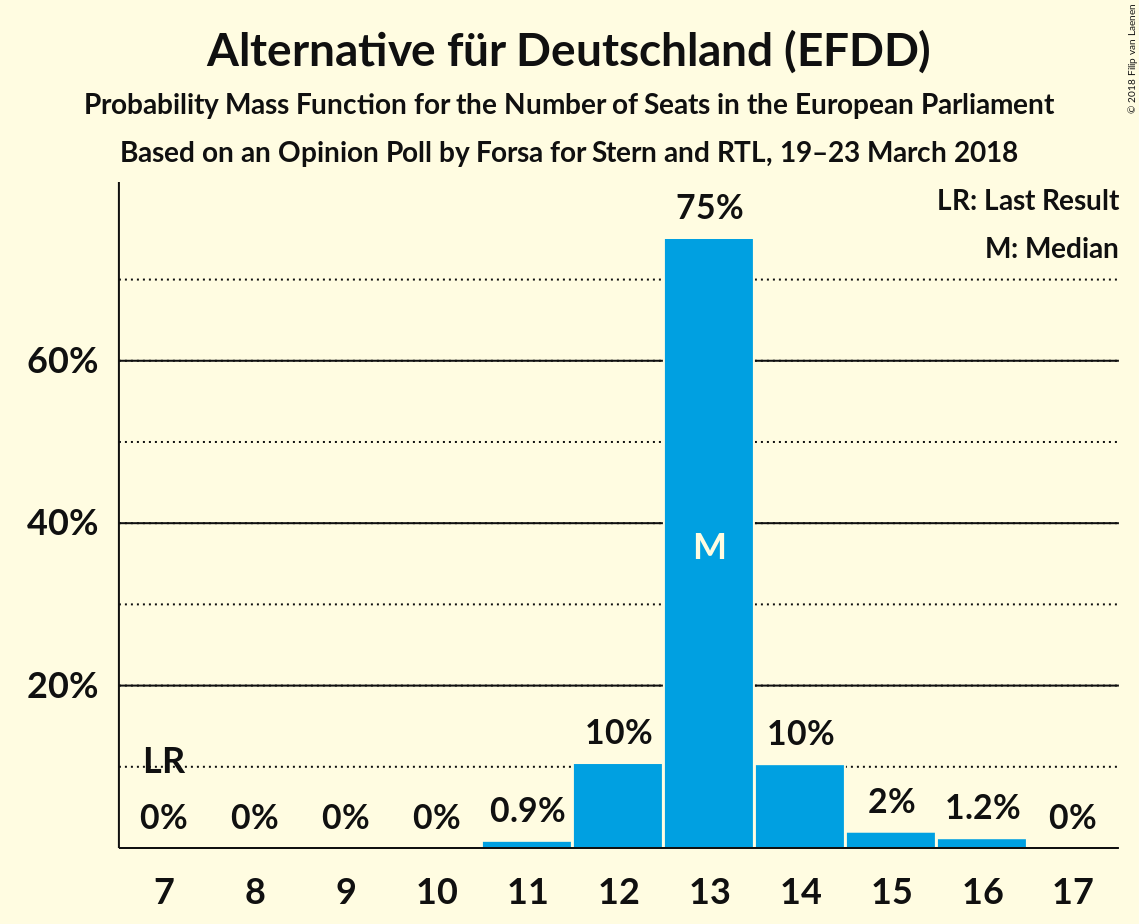 Alternative für Deutschland (EFDD)
Probability Mass Function for the Number of Seats in the European Parliament
Based on an Opinion Poll by Forsa for Stern and RTL, 19–23 March 2018
© 2018 Filip van Laenen
LR: Last Result
M: Median
60%
40%
20%
LR
0%
0%
0%
0%
0.9%
10%
75%
M
10%
2%
1.2%
0%
7 8 9 10 11 12 13 14 15 16 17